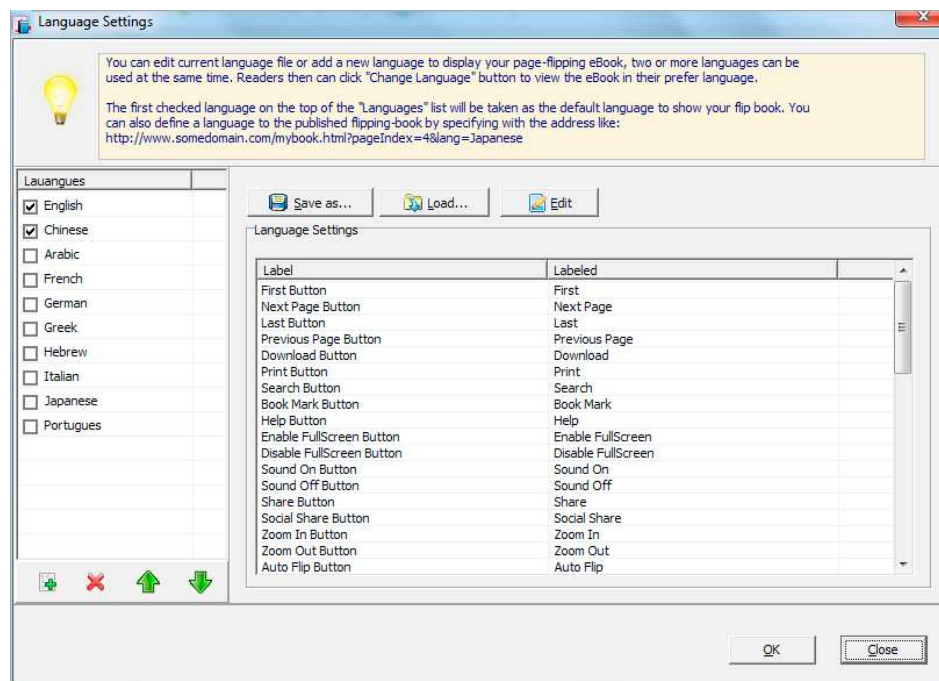 Language Settings
You can edit current language file or add a new language to display your page-flipping eBook, two or more languages can be
used at the same time. Readers then can click "Change Language" button to view the eBook in their prefer language.
The first checked language on the top of the "Languages" list will be taken as the default language to show your flip book. You
can also define a language to the published flipping-book by specifying with the address like:
http://www.somedomain.com/mybook.html?pageIndex=4&lang=Japanese
Lauangues
English
Chinese
Arabic
French
German
Greek
Hebrew
Italian
Japanese
Portugues
Save as... Load... Edit
Language Settings
Label Labeled
First Button First
Next Page Button Next Page
Last Button Last
Previous Page Button Previous Page
Download Button Download
Print Button Print
Search Button Search
Book Mark Button Book Mark
Help Button Help
Enable FullScreen Button Enable FullScreen
Disable FullScreen Button Disable FullScreen
Sound On Button Sound On
Sound Off Button Sound Off
Share Button Share
Social Share Button Social Share
Zoom In Button Zoom In
Zoom Out Button Zoom Out
Auto Flip Button Auto Flip
OK Close